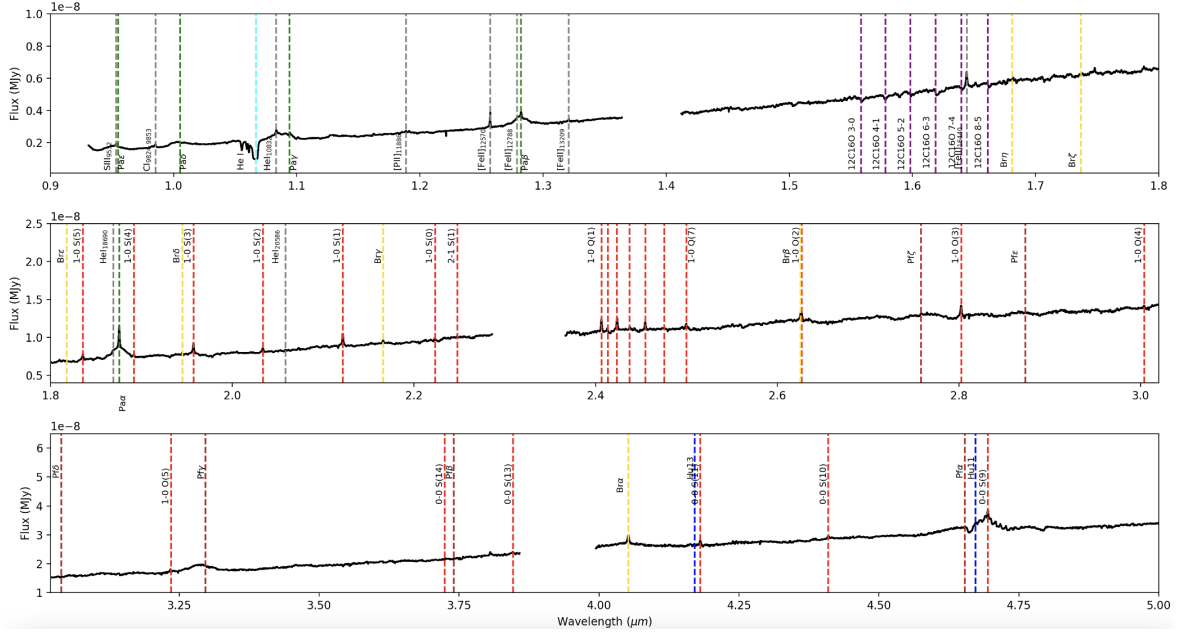 1e−8
1.0
0.8
0.6
0.4
0.2
Flux (MJy)
SIII9532
Paε
CI9824,9853
Paδ
He I
HeI10833
Paγ
[PII]11886
[FeII]12570
[FeII]12788
Paβ
[FeII]13209
12C16O 3-0
12C16O 4-1
12C16O 5-2
12C16O 6-3
12C16O 7-4
12C16O 8-5
Brη
Brζ
0.9 1.0 1.1 1.2 1.3 1.4 1.5 1.6 1.7 1.8
1e−8
2.5
2.0
1.5
1.0
0.5
Flux (MJy)
Brε
1-0 S(5)
HeI18690
Paα
1-0 S(4)
Brδ
1-0 S(3)
1-0 S(2)
HeI20586
1-0 S(1)
Brγ
1-0 S(0)
2-1 S(1)
1-0 Q(1)
1-0 Q(7)
Brβ
1-0 O(2)
Pfζ
1-0 O(3)
Pfε
1-0 O(4)
1.8 2.0 2.2 2.4 2.6 2.8 3.0
1e−8
6
5
4
3
2
1
Flux (MJy)
Pfδ
1-0 O(5)
Pfγ
0-0 S(14)
Pfβ
0-0 S(13)
Brα
Hu13
0-0 S(11)
0-0 S(10)
Pfα
Hu11
0-0 S(9)
3.25 3.50 3.75 4.00 4.25 4.50 4.75 5.00
Wavelength (μm)